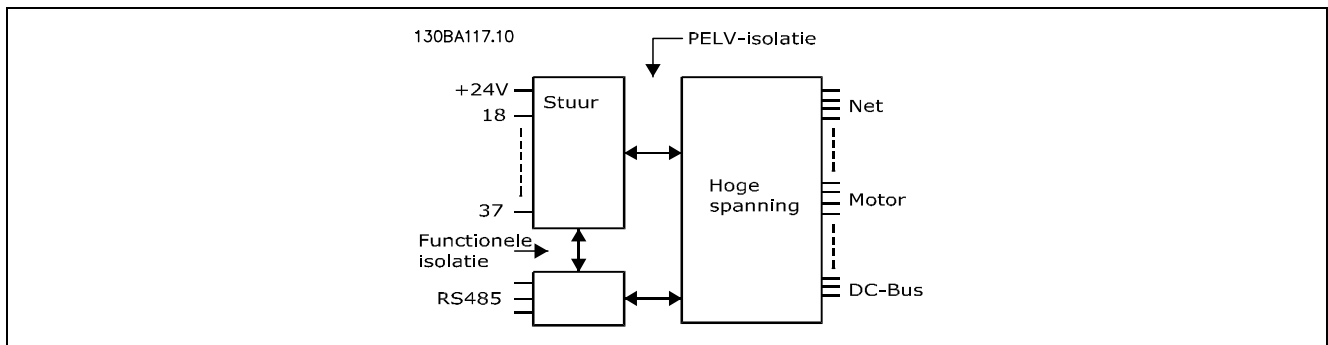 130BA117.10
PELV-isolatie
+24V
18
37
Stuur
Hoge
spanning
Net
Motor
DC-Bus
Functionele
isolatie
RS485